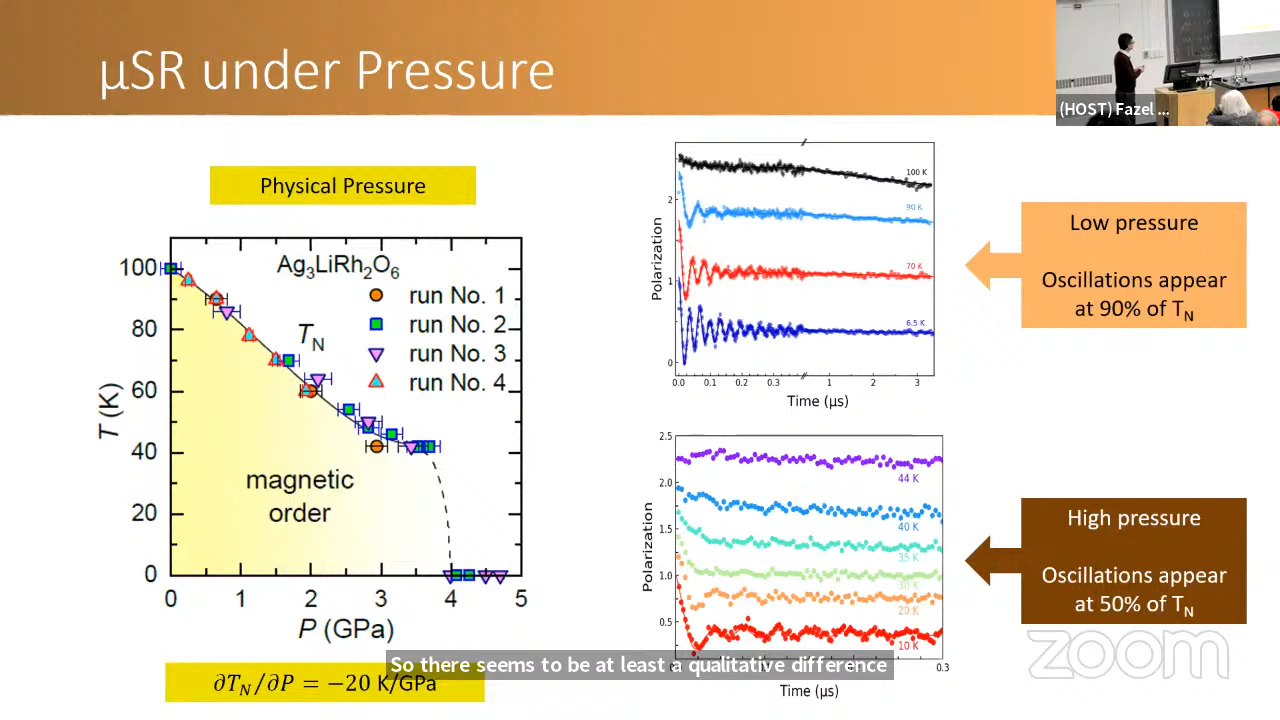 μSR under Pressure
(HOST) Fazel ...
Physical Pressure
Ag₃LiRh₂O₆
run No. 1
run No. 2
run No. 3
run No. 4
T_N
magnetic
order
T (K)
100
80
60
40
20
0
0 1 2 3 4 5
P (GPa)
∂T_N/∂P = −20 K/GPa
Polarization
2
1
0
100 K
90 K
70 K
6.5 K
0.0 0.1 0.2 0.3 1 2 3
Time (μs)
Low pressure
Oscillations appear
at 90% of T_N
Polarization
2.5
2.0
1.5
1.0
0.5
44 K
40 K
35 K
30 K
20 K
10 K
0.3
Time (μs)
High pressure
Oscillations appear
at 50% of T_N
zoom
So there seems to be at least a qualitative difference